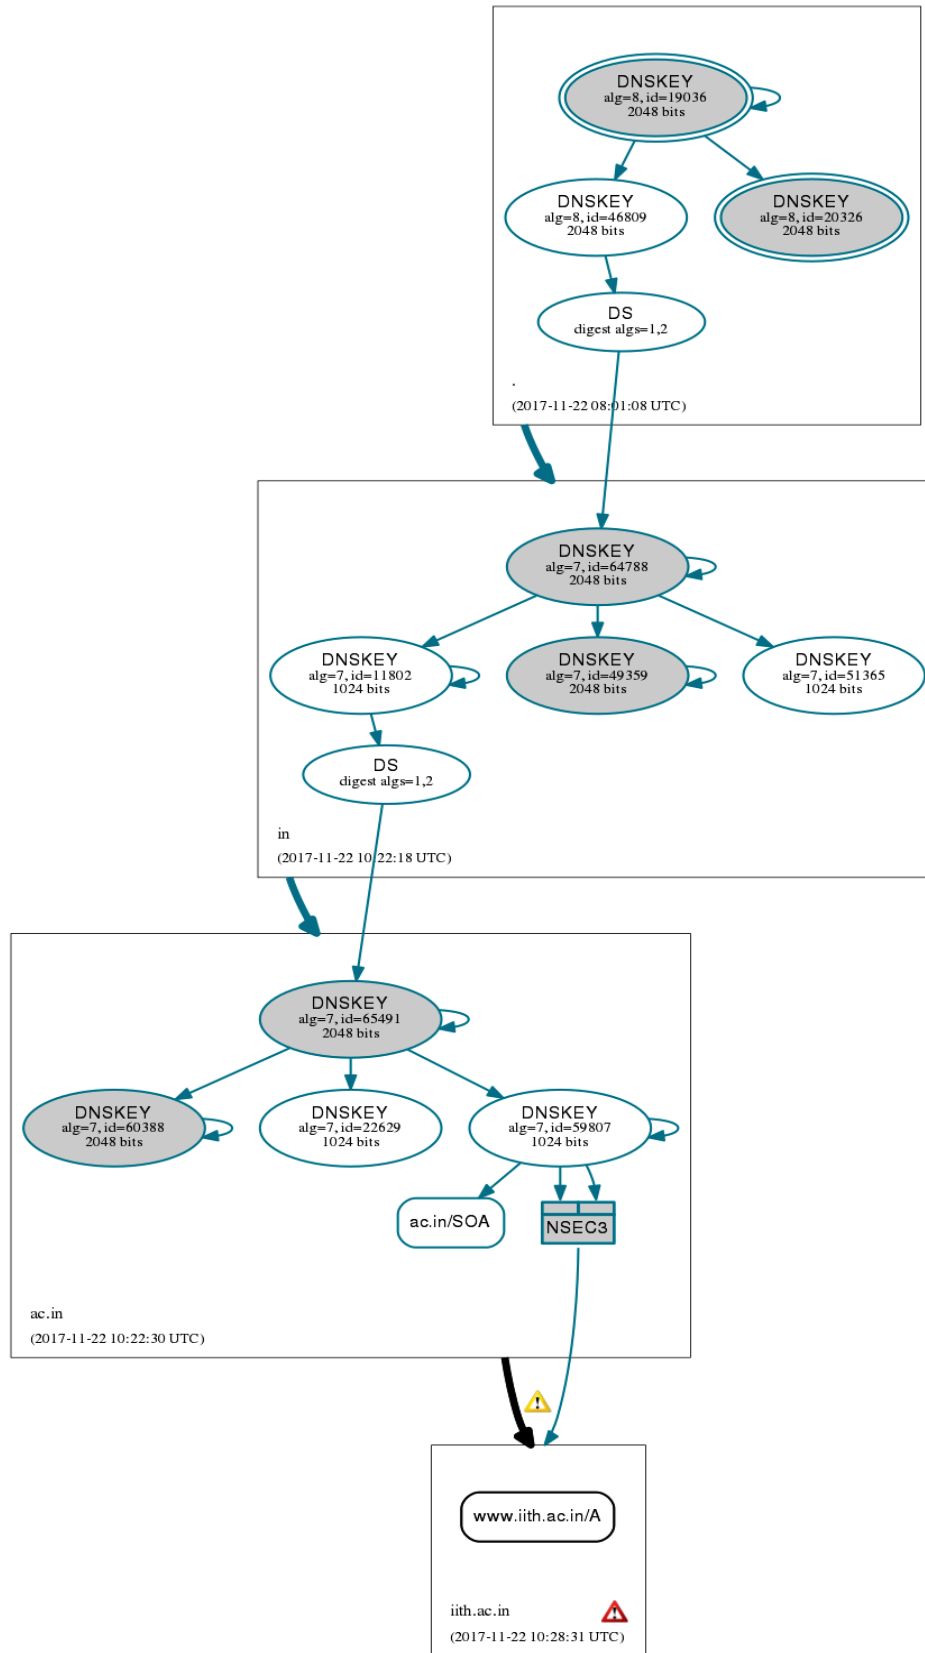 DNSKEY
alg=8, id=19036
2048 bits
DNSKEY
alg=8, id=46809
2048 bits
DNSKEY
alg=8, id=20326
2048 bits
DS
digest algs=1,2
.
(2017-11-22 08:01:08 UTC)
DNSKEY
alg=7, id=64788
2048 bits
DNSKEY
alg=7, id=11802
1024 bits
DNSKEY
alg=7, id=49359
2048 bits
DNSKEY
alg=7, id=51365
1024 bits
DS
digest algs=1,2
in
(2017-11-22 10:22:18 UTC)
DNSKEY
alg=7, id=65491
2048 bits
DNSKEY
alg=7, id=60388
2048 bits
DNSKEY
alg=7, id=22629
1024 bits
DNSKEY
alg=7, id=59807
1024 bits
ac.in/SOA
NSEC3
ac.in
(2017-11-22 10:22:30 UTC)
www.iith.ac.in/A
iith.ac.in
(2017-11-22 10:28:31 UTC)